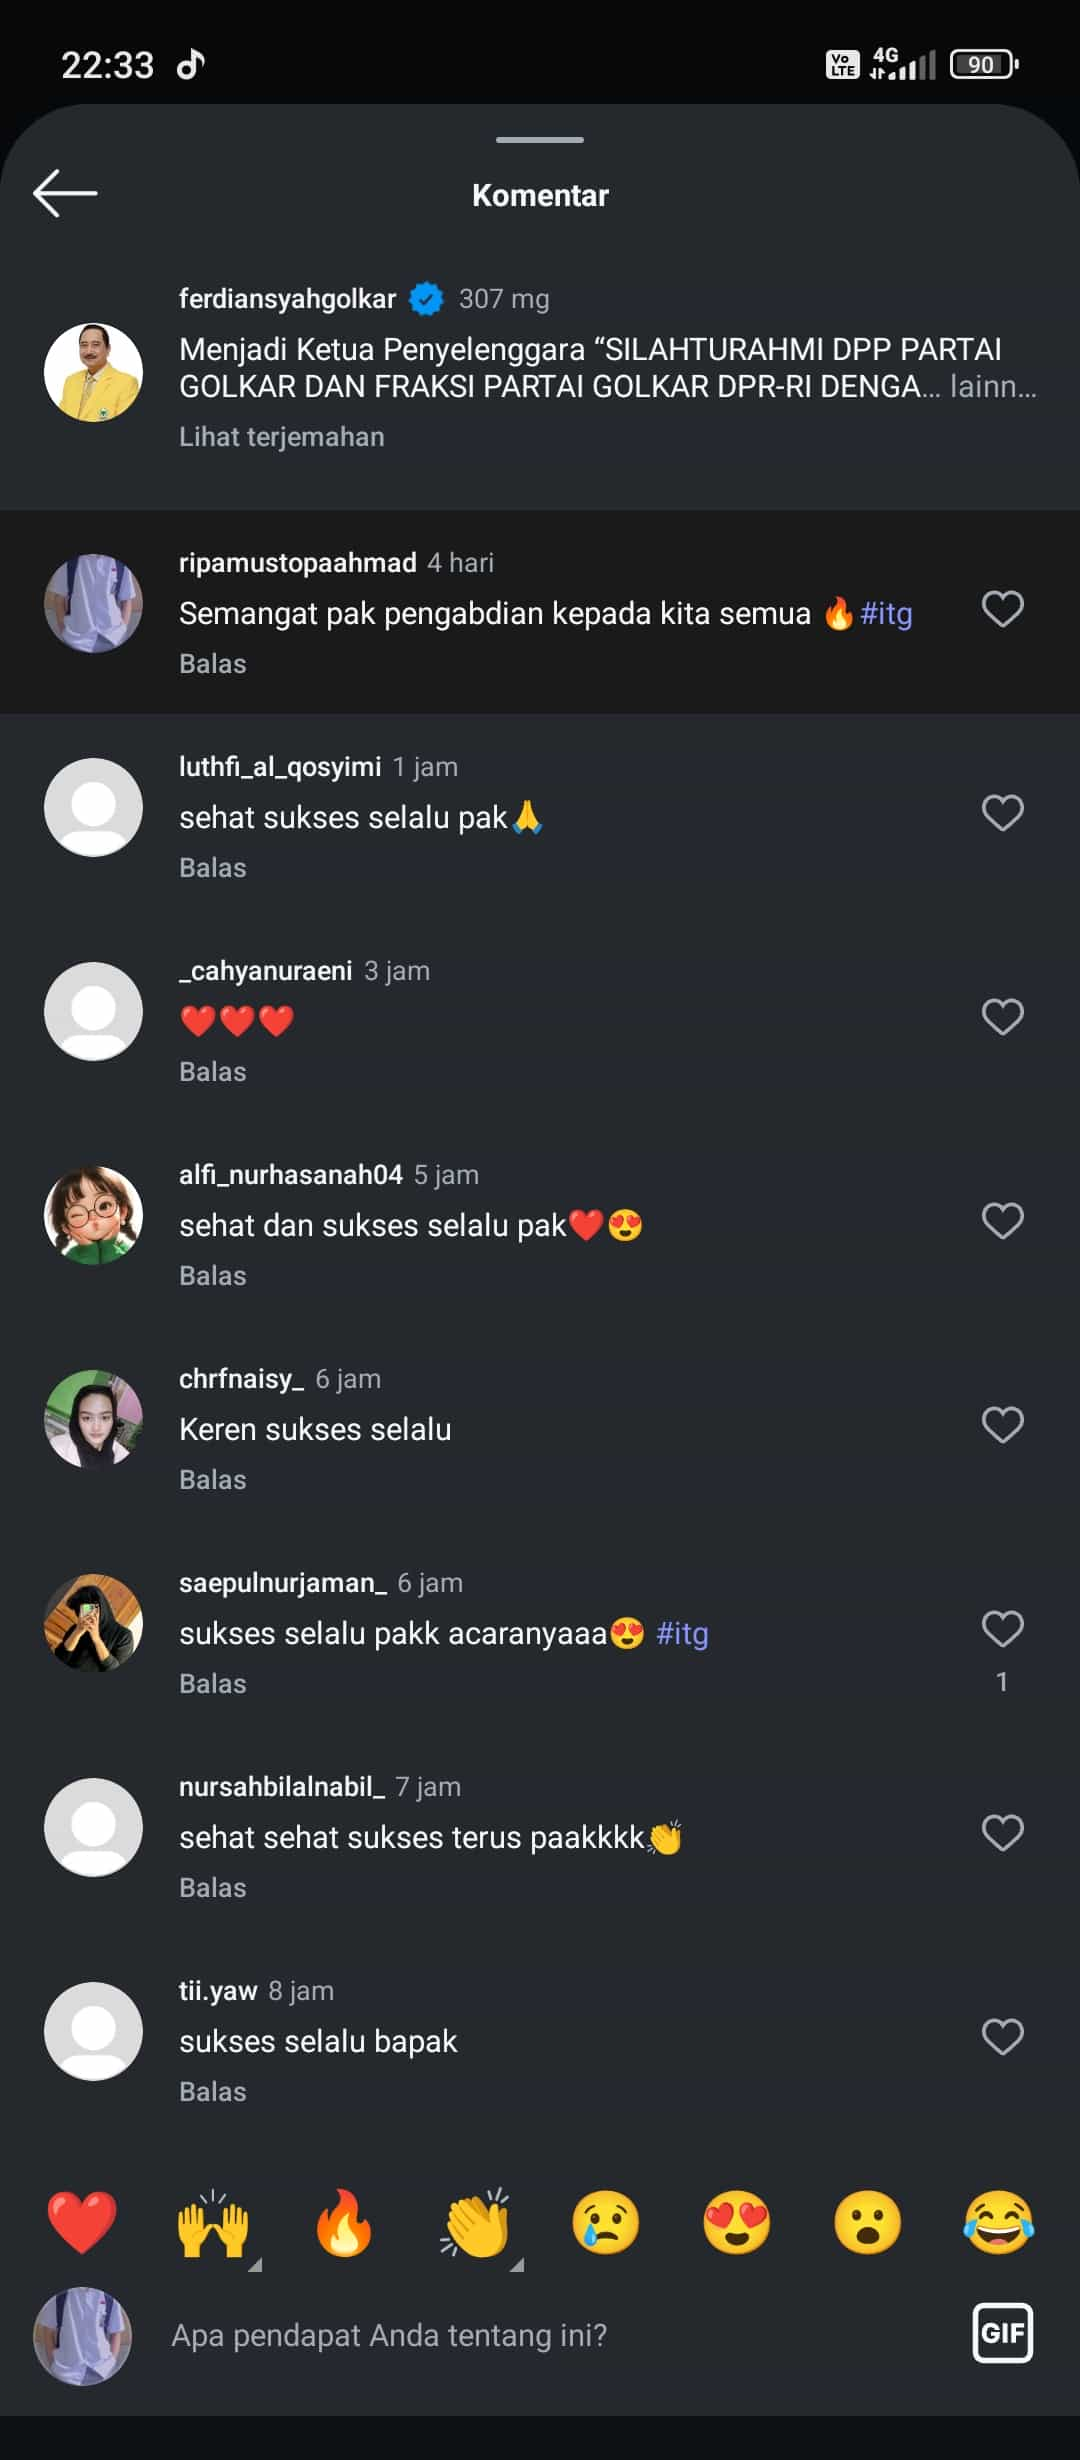 22:33
Vo LTE 4G 90
Komentar
ferdiansyahgolkar 307 mg
Menjadi Ketua Penyelenggara “SILAHTURAHMI DPP PARTAI
GOLKAR DAN FRAKSI PARTAI GOLKAR DPR-RI DENGA... lainn...
Lihat terjemahan
ripamustopaahmad 4 hari
Semangat pak pengabdian kepada kita semua 🔥#itg
Balas
luthfi_al_qosyimi 1 jam
sehat sukses selalu pak🙏
Balas
_cahyanuraeni 3 jam
❤️❤️❤️
Balas
alfi_nurhasanah04 5 jam
sehat dan sukses selalu pak❤️😍
Balas
chrfnaisy_ 6 jam
Keren sukses selalu
Balas
saepulnurjaman_ 6 jam
sukses selalu pakk acaranyaaa😍 #itg
Balas
1
nursahbilalnabil_ 7 jam
sehat sehat sukses terus paakkkk👏
Balas
tii.yaw 8 jam
sukses selalu bapak
Balas
❤️🙌🔥👏😢😍😮😂
Apa pendapat Anda tentang ini?
GIF